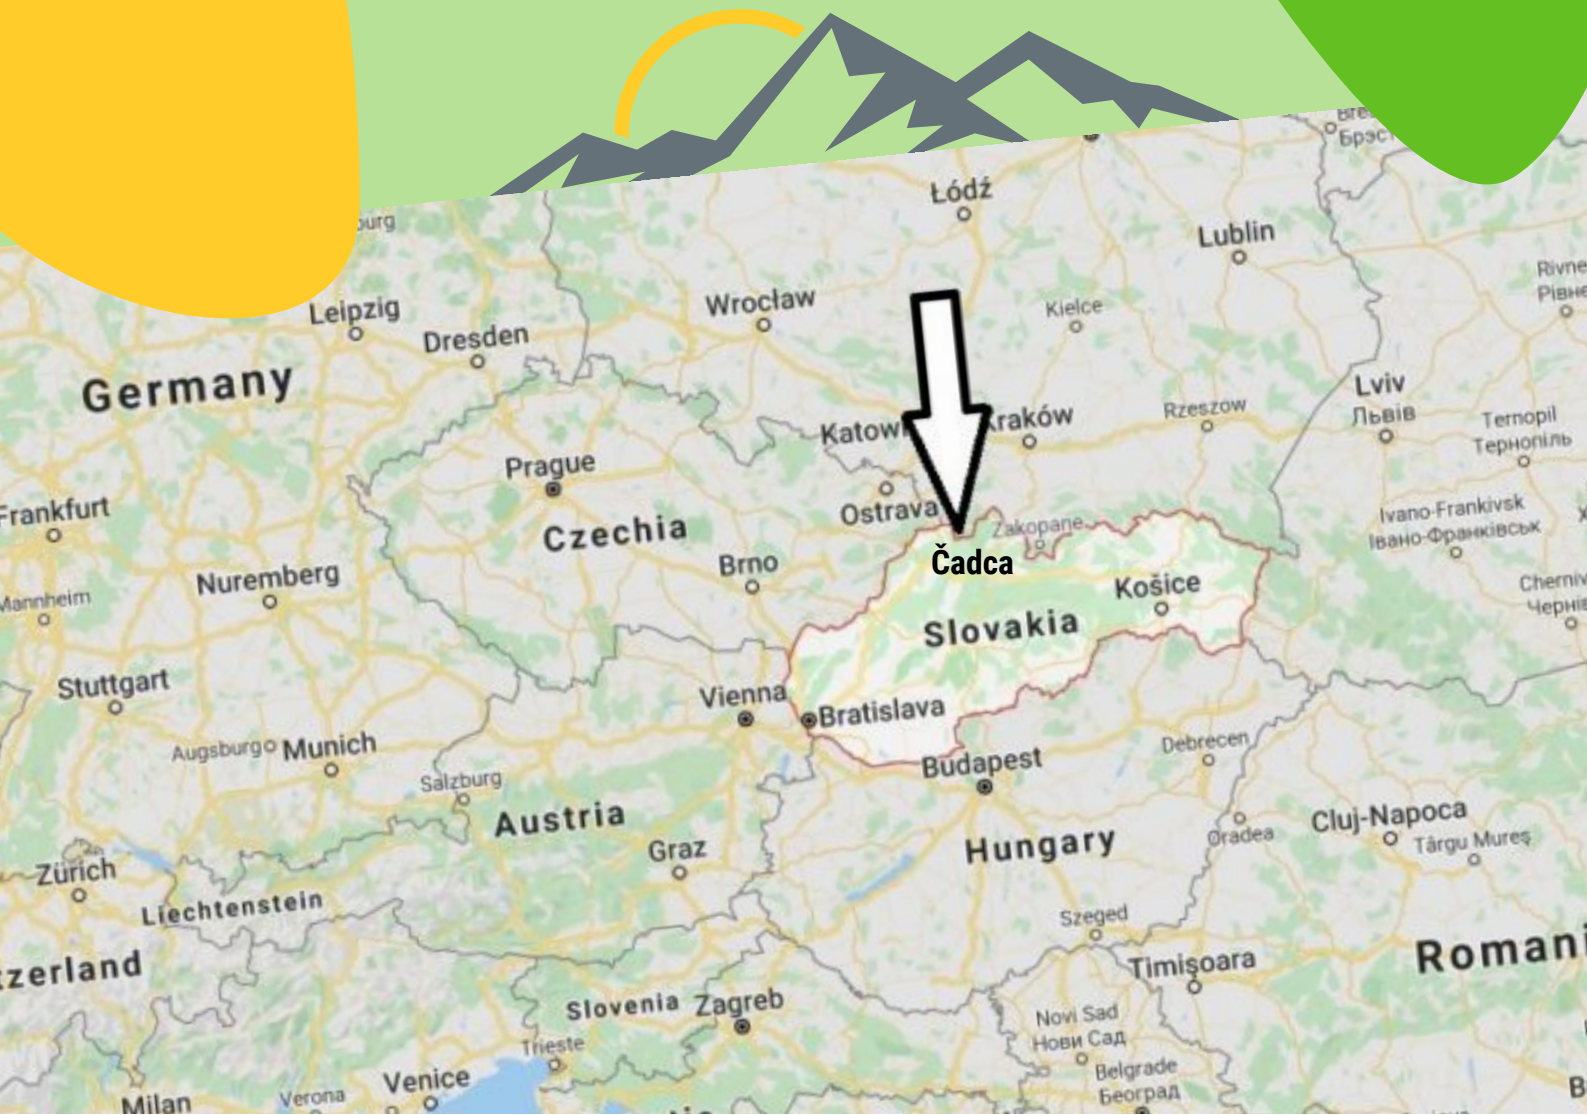 Брэст
Łódź
Lublin
Rivne
Leipzig
Wrocław
Kielce
Dresden
Germany
Lviv
Львів
Rzeszow
Ternopil
Тернопіль
Kraków
Prague
Frankfurt
Ostrava
Ivano-Frankivsk
Івано-Франківськ
Czechia
Zakopane
Čadca
Brno
Nuremberg
Košice
Mannheim
Slovakia
Stuttgart
Vienna
Bratislava
Augsburg
Munich
Debrecen
Budapest
Salzburg
Austria
Cluj-Napoca
Oradea
Târgu Mureș
Hungary
Graz
Zürich
Liechtenstein
Szeged
Timișoara
Romani
tzerland
Slovenia
Zagreb
Novi Sad
Нови Сад
Trieste
Venice
Belgrade
Београд
Verona
Milan